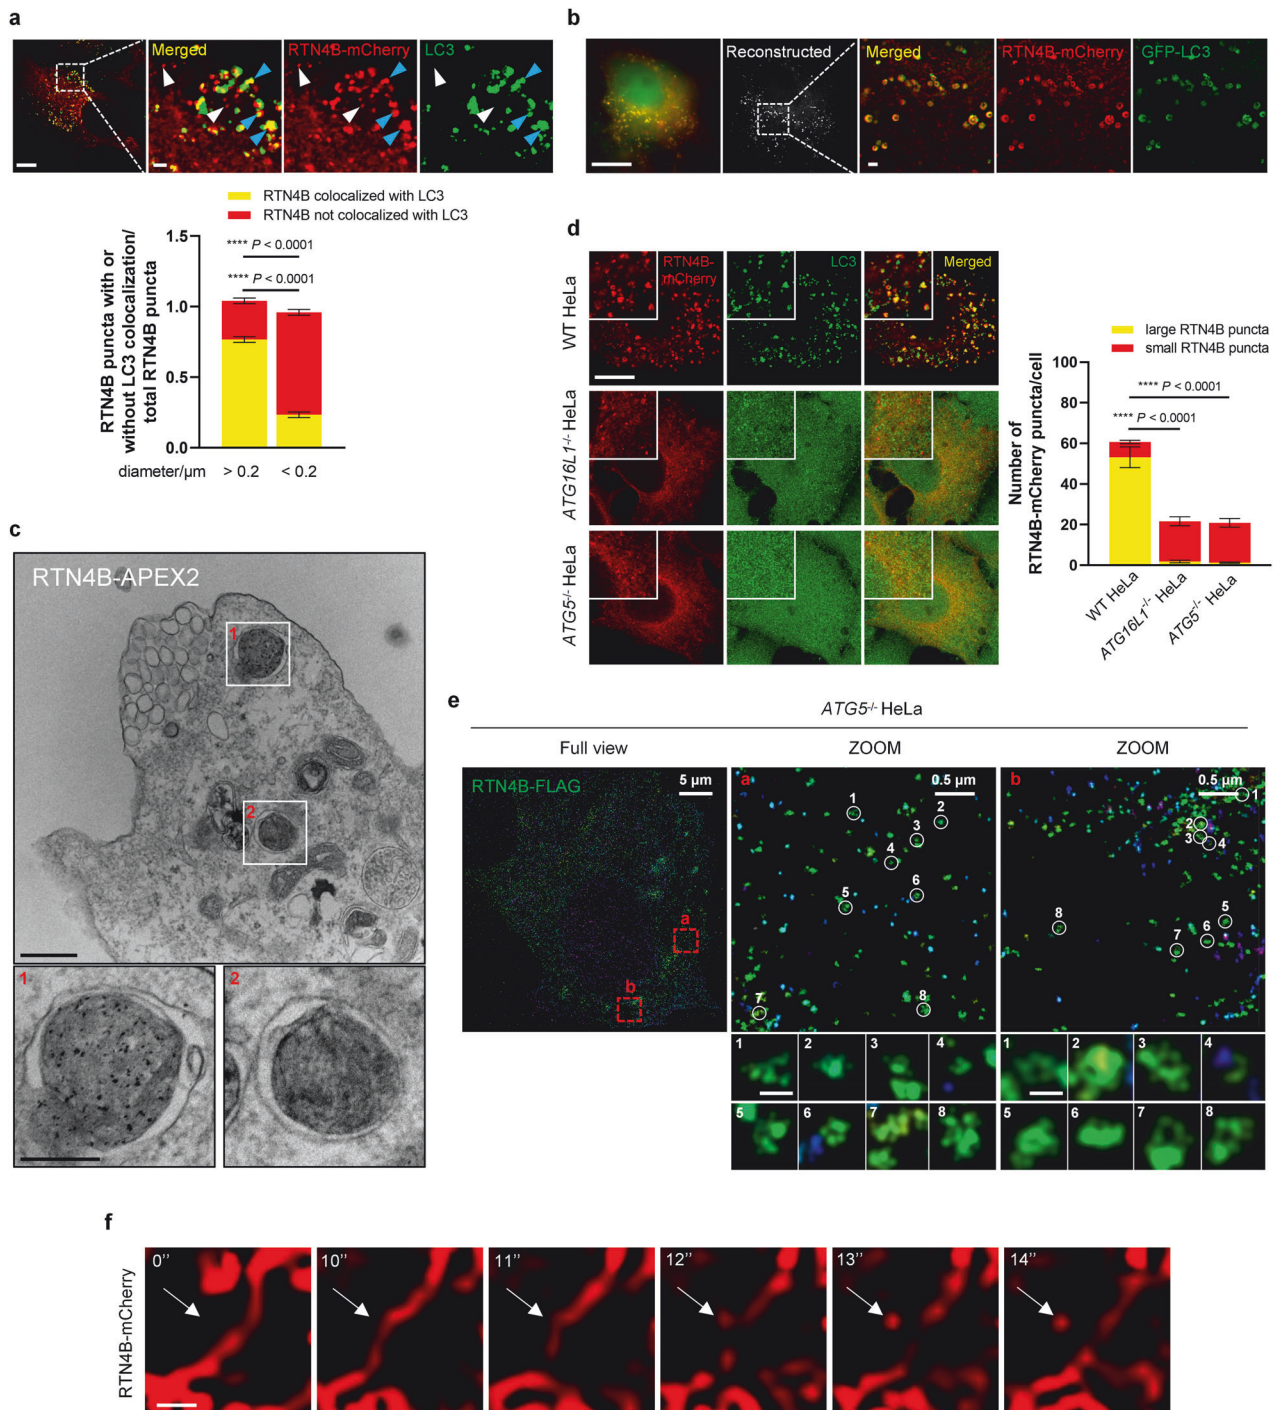 a
Merged
RTN4B-mCherry
LC3
RTN4B colocalized with LC3
RTN4B not colocalized with LC3
RTN4B puncta with or
without LC3 colocalization/
total RTN4B puncta
1.5
1.0
0.5
0.0
**** P < 0.0001
**** P < 0.0001
diameter/μm
> 0.2
< 0.2
b
Reconstructed
Merged
RTN4B-mCherry
GFP-LC3
c
RTN4B-APEX2
1
2
1
2
d
WT HeLa
ATG16L1-/- HeLa
ATG5-/- HeLa
RTN4B-
mCherry
LC3
Merged
large RTN4B puncta
small RTN4B puncta
Number of
RTN4B-mCherry puncta/cell
100
80
60
40
20
0
**** P < 0.0001
**** P < 0.0001
WT HeLa
ATG16L1-/- HeLa
ATG5-/- HeLa
e
ATG5-/- HeLa
Full view
ZOOM
ZOOM
RTN4B-FLAG
5 μm
a
b
a
0.5 μm
1
2
3
4
5
6
7
8
b
0.5 μm
1
2
3
4
5
6
7
8
1
2
3
4
5
6
7
8
1
2
3
4
5
6
7
8
f
RTN4B-mCherry
0’’
10’’
11’’
12’’
13’’
14’’